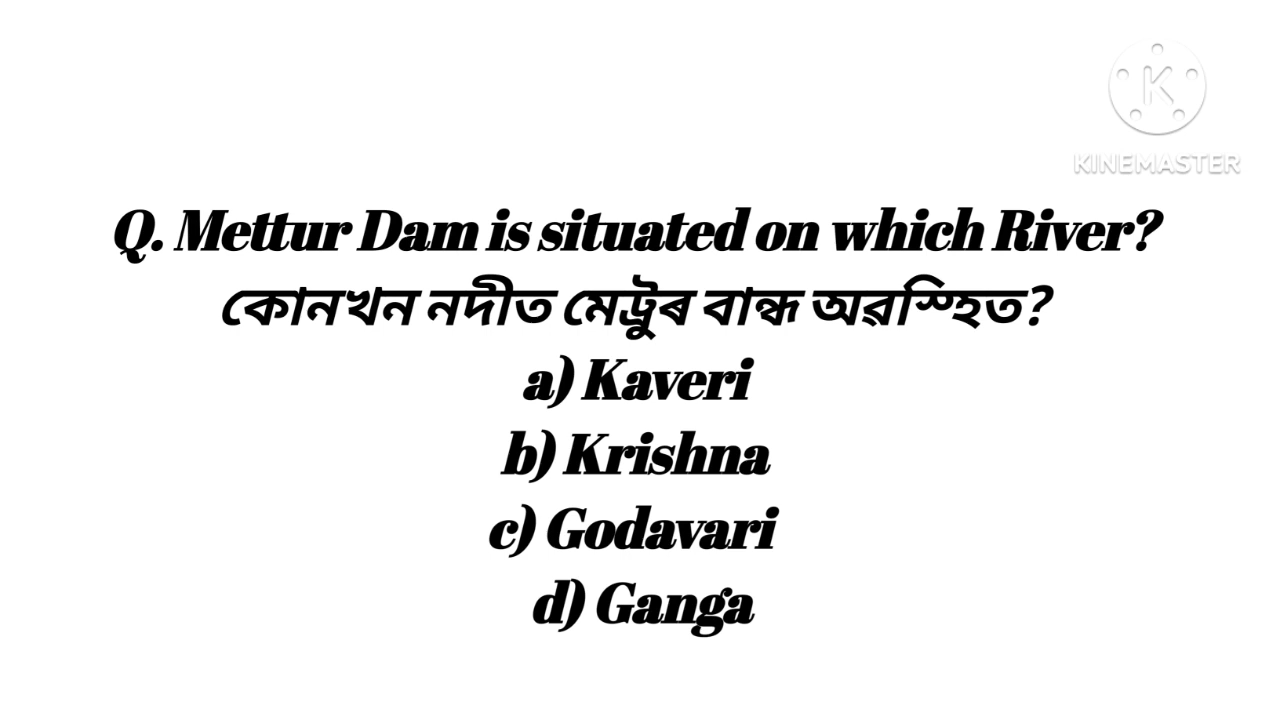 KINEMASTER
Q. Mettur Dam is situated on which River?
কোনখন নদীত মেট্টুৰ বান্ধ অৱস্হিত?
a) Kaveri
b) Krishna
c) Godavari
d) Ganga